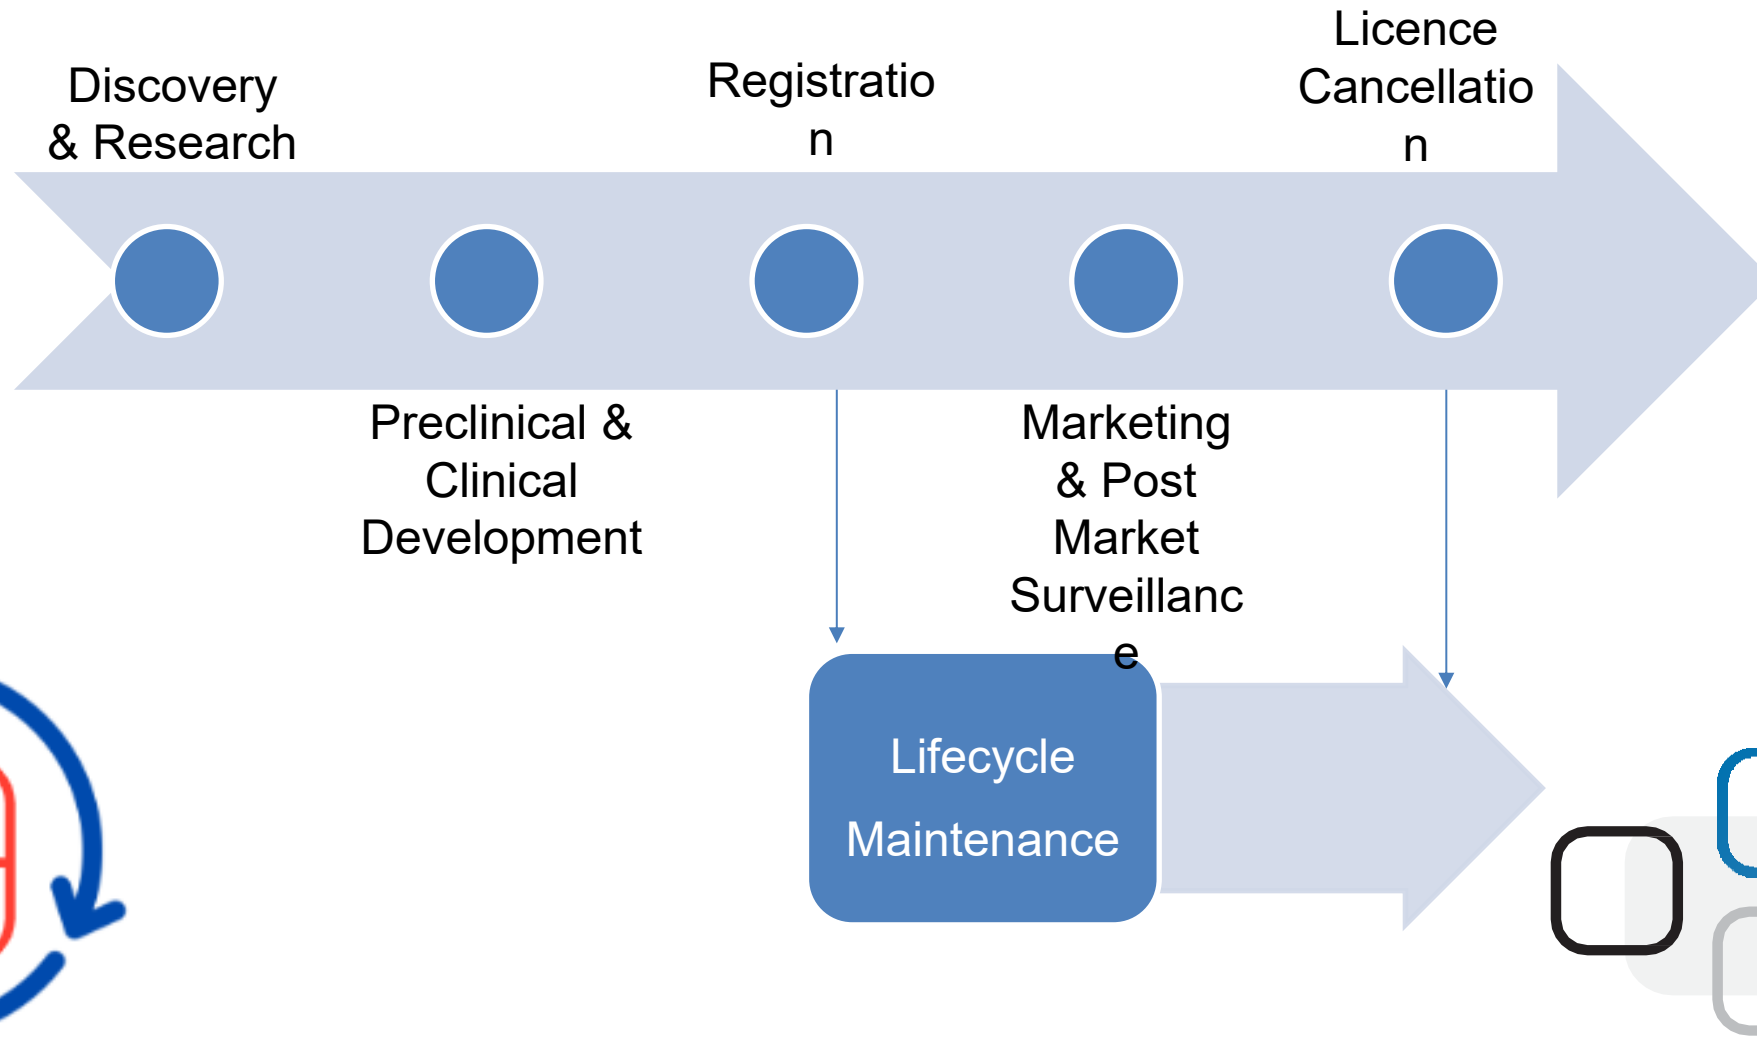 Discovery
& Research
Preclinical &
Clinical
Development
Registratio
n
Marketing
& Post
Market
Surveillanc
e
Licence
Cancellatio
n
Lifecycle
Maintenance